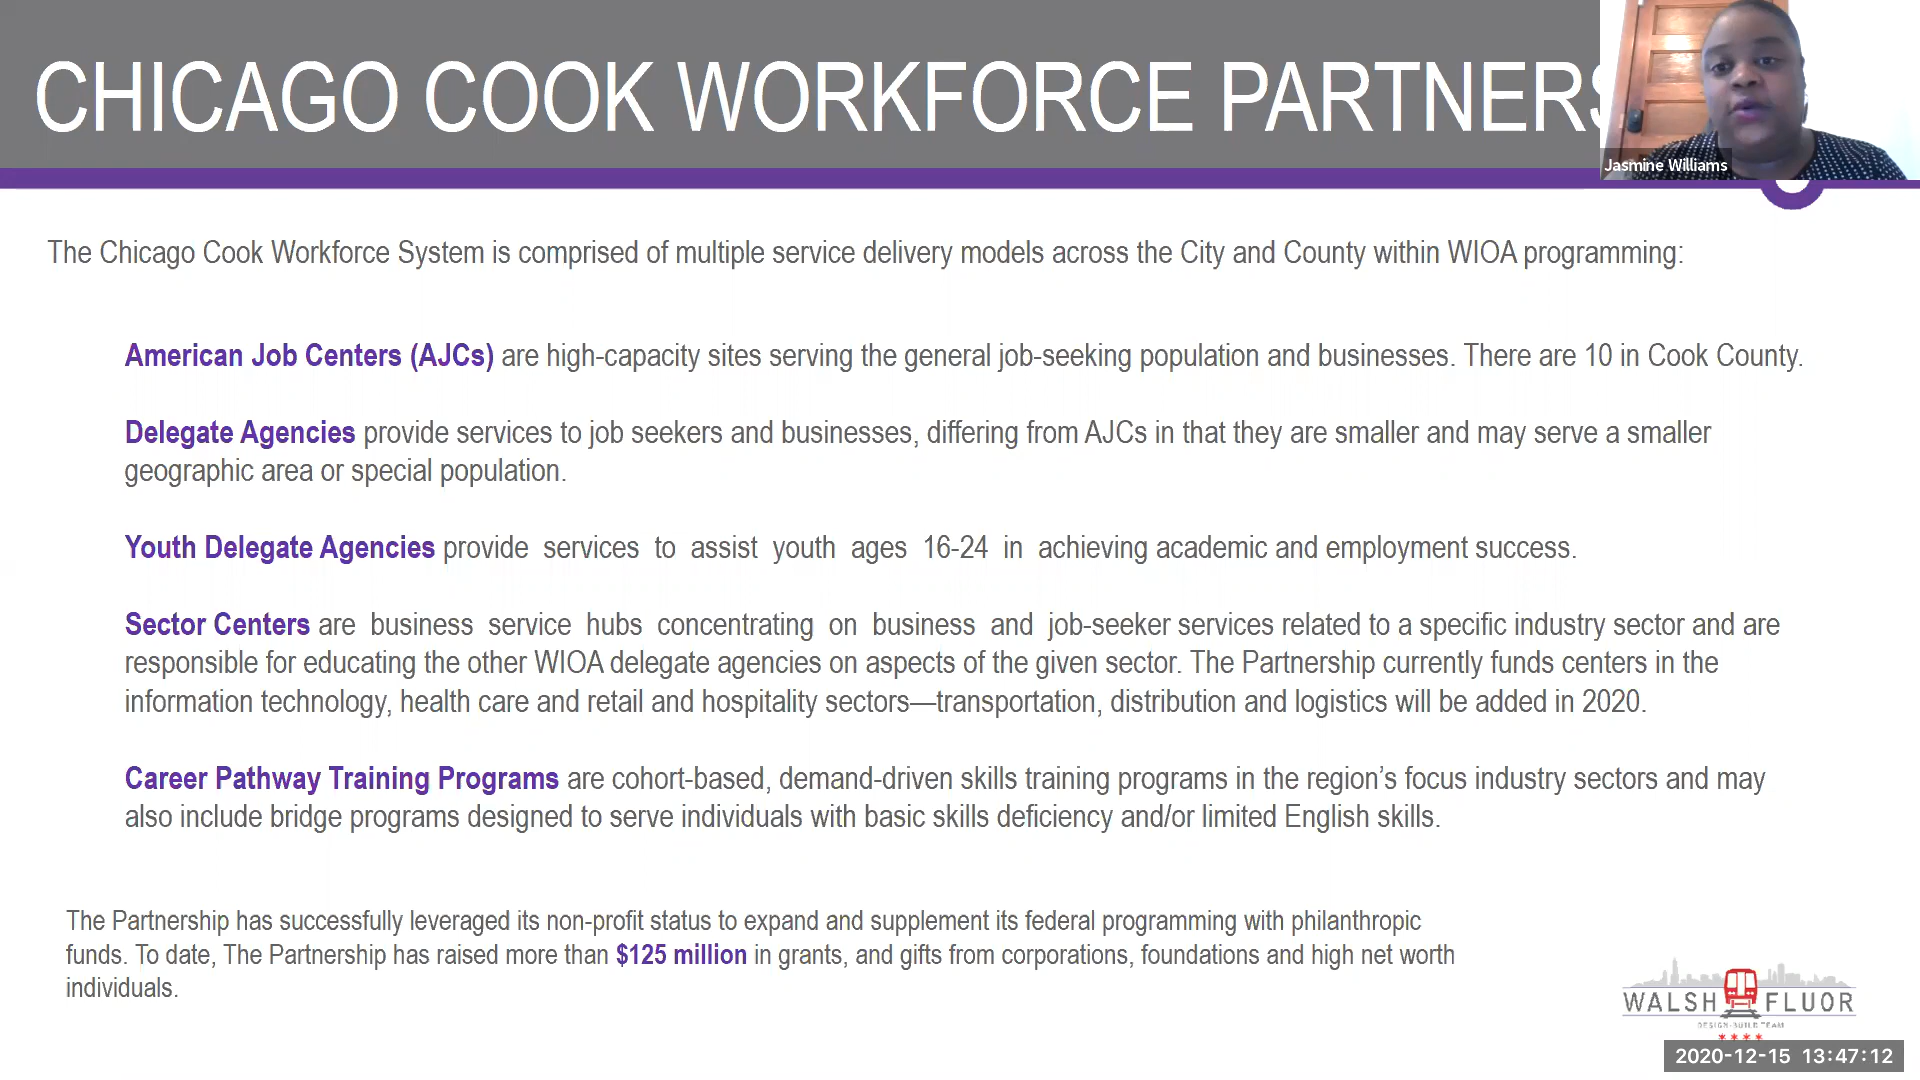 CHICAGO COOK WORKFORCE PARTNERS
Jasmine Williams
The Chicago Cook Workforce System is comprised of multiple service delivery models across the City and County within WIOA programming:
American Job Centers (AJCs) are high-capacity sites serving the general job-seeking population and businesses. There are 10 in Cook County.
Delegate Agencies provide services to job seekers and businesses, differing from AJCs in that they are smaller and may serve a smaller
geographic area or special population.
Youth Delegate Agencies provide services to assist youth ages 16-24 in achieving academic and employment success.
Sector Centers are business service hubs concentrating on business and job-seeker services related to a specific industry sector and are
responsible for educating the other WIOA delegate agencies on aspects of the given sector. The Partnership currently funds centers in the
information technology, health care and retail and hospitality sectors—transportation, distribution and logistics will be added in 2020.
Career Pathway Training Programs are cohort-based, demand-driven skills training programs in the region’s focus industry sectors and may
also include bridge programs designed to serve individuals with basic skills deficiency and/or limited English skills.
The Partnership has successfully leveraged its non-profit status to expand and supplement its federal programming with philanthropic
funds. To date, The Partnership has raised more than $125 million in grants, and gifts from corporations, foundations and high net worth
individuals.
WALSH FLUOR
DESIGN-BUILD TEAM
2020-12-15 13:47:12